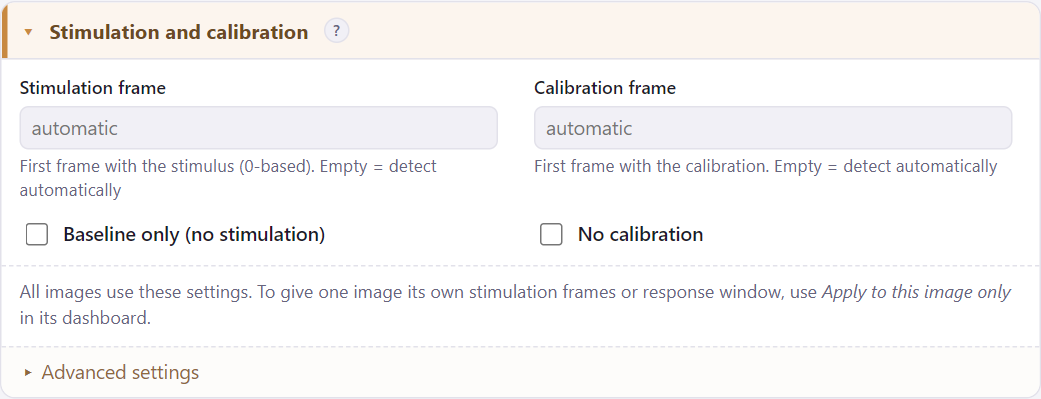 Stimulation and calibration ?
Stimulation frame
automatic
First frame with the stimulus (0-based). Empty = detect
automatically
Baseline only (no stimulation)
Calibration frame
automatic
First frame with the calibration. Empty = detect automatically
No calibration
All images use these settings. To give one image its own stimulation frames or response window, use Apply to this image only
in its dashboard.
Advanced settings